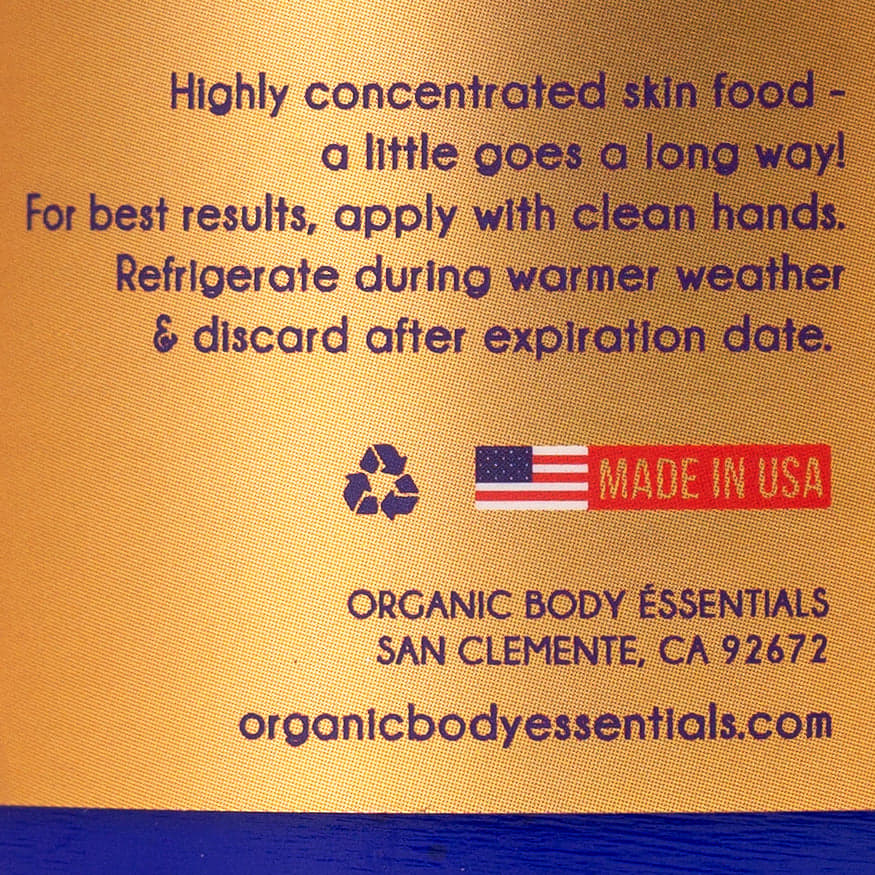 Highly concentrated skin food -
a little goes a long way!
For best results, apply with clean hands.
Refrigerate during warmer weather
& discard after expiration date.
MADE IN USA
ORGANIC BODY ÉSSENTIALS
SAN CLEMENTE, CA 92672
organicbodyessentials.com